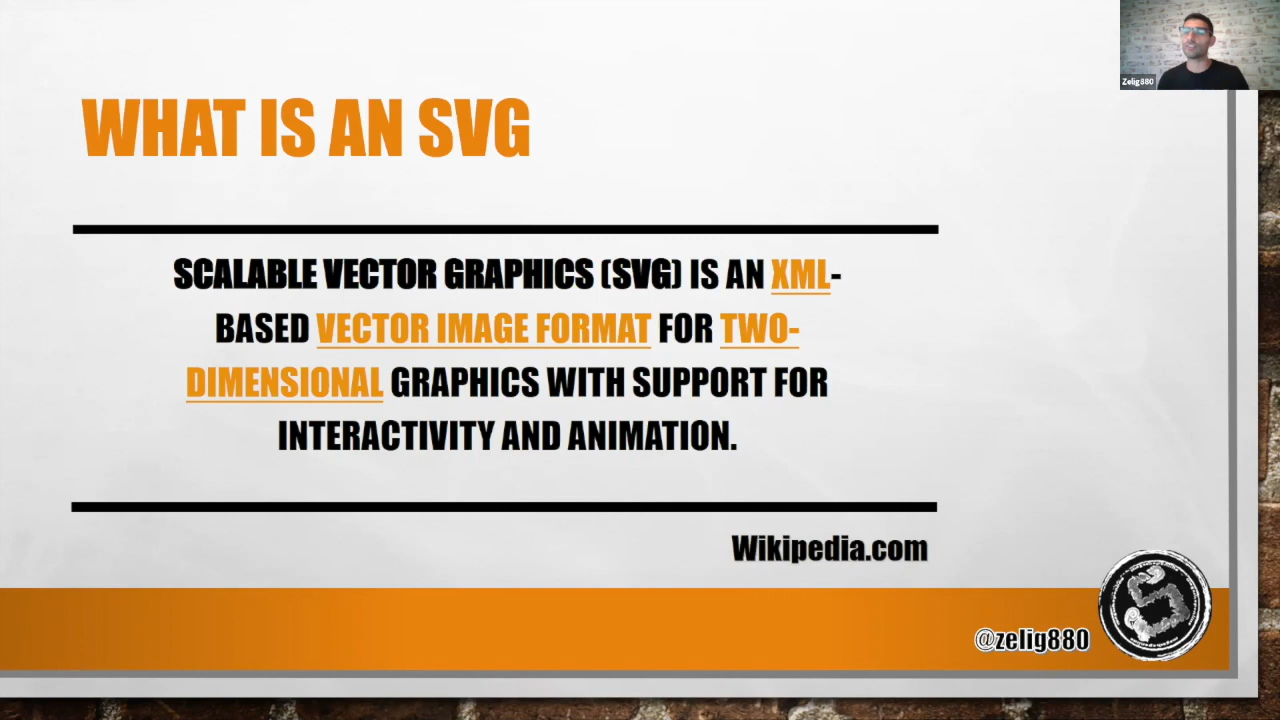 Zelig880
WHAT IS AN SVG
SCALABLE VECTOR GRAPHICS (SVG) IS AN XML-
BASED VECTOR IMAGE FORMAT FOR TWO-
DIMENSIONAL GRAPHICS WITH SUPPORT FOR
INTERACTIVITY AND ANIMATION.
Wikipedia.com
@zelig880